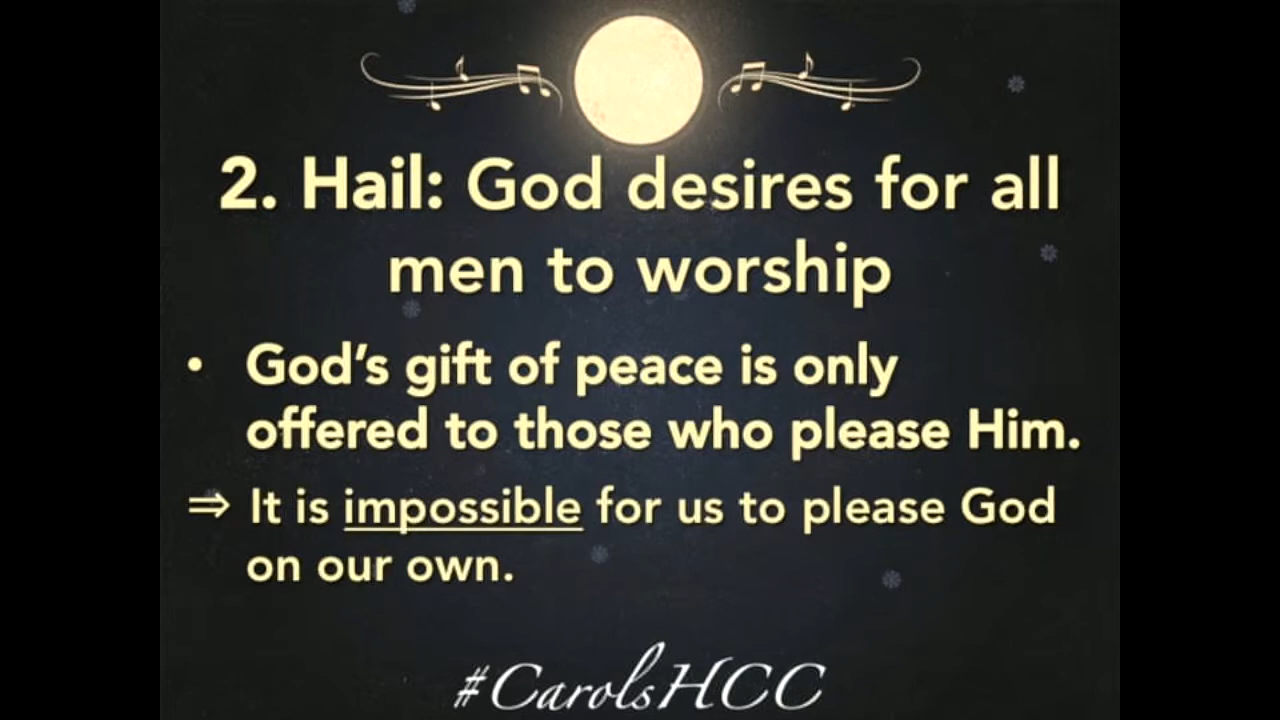 2. Hail: God desires for all
men to worship
• God's gift of peace is only
offered to those who please Him.
⇒ It is impossible for us to please God
on our own.
#CarolsHCC